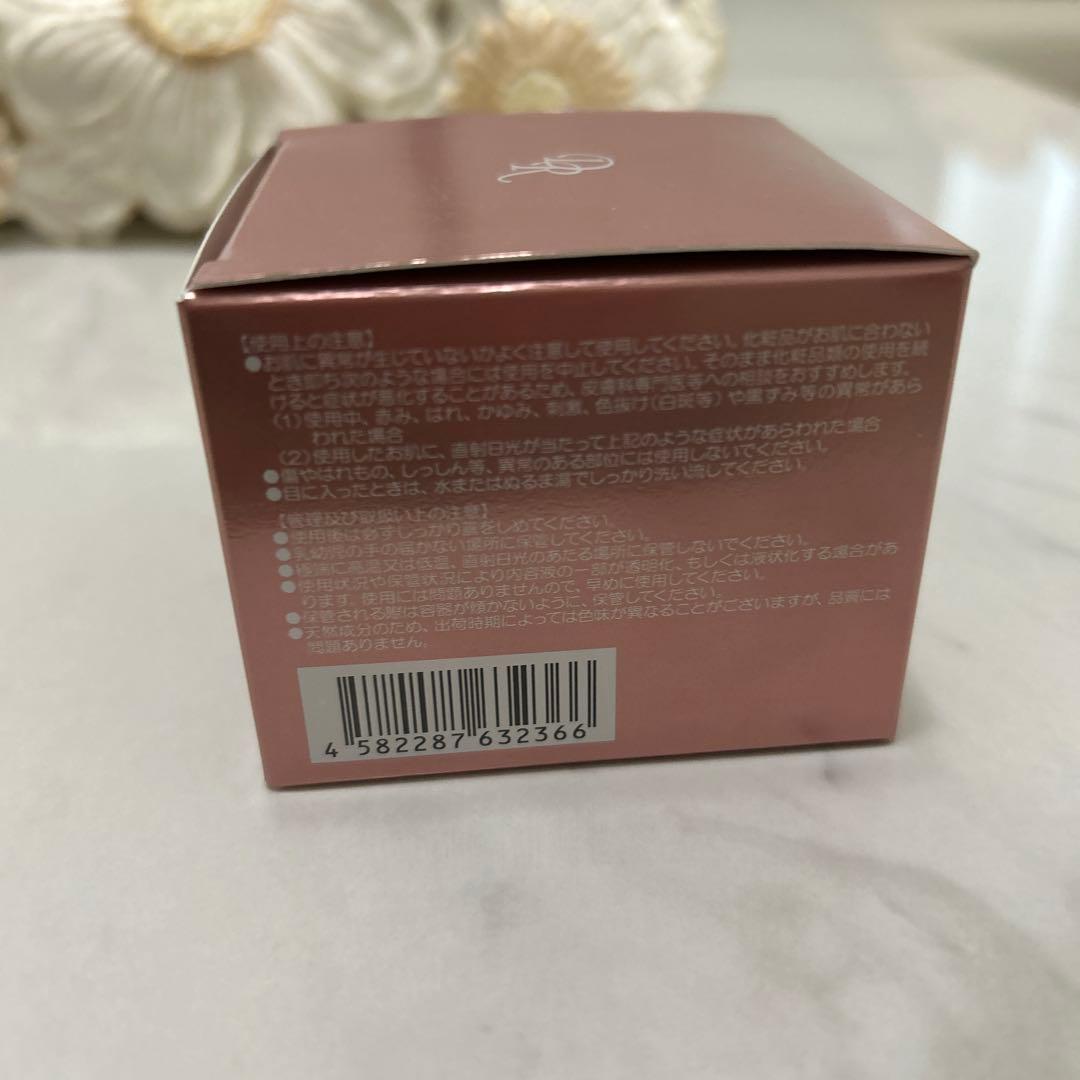 【使用上の注意】
●お肌に異常が生じていないかよく注意して使用してください。化粧品がお肌に合わない
とき即ち次のような場合には使用を中止してください。そのまま化粧品類の使用を続
けると症状が悪化することがあるため、皮膚科専門医等への相談をおすすめします。
(1)使用中、赤み、はれ、かゆみ、刺激、色抜け(白斑等)や黒ずみ等の異常があら
われた場合
(2)使用したお肌に、直射日光が当たって上記のような症状があらわれた場合
●傷やはれもの、しっしん等、異常のある部位には使用しないでください。
●目に入ったときは、水またはぬるま湯でしっかり洗い流してください。
【管理及び取扱い上の注意】
●使用後は必ずしっかり蓋をしめてください。
●乳幼児の手の届かない場所に保管してください。
●極端に高温又は低温、直射日光のあたる場所に保管しないでください。
●使用状況や保管状況により内容液の一部が透明化、もしくは液状化する場合があ
ります。使用には問題ありませんので、早めに使用してください。
●保管される際は容器が傾かないように、保管してください。
●天然成分のため、出荷時期によっては色味が異なることがございますが、品質には
問題ありません。
4 582287 632366